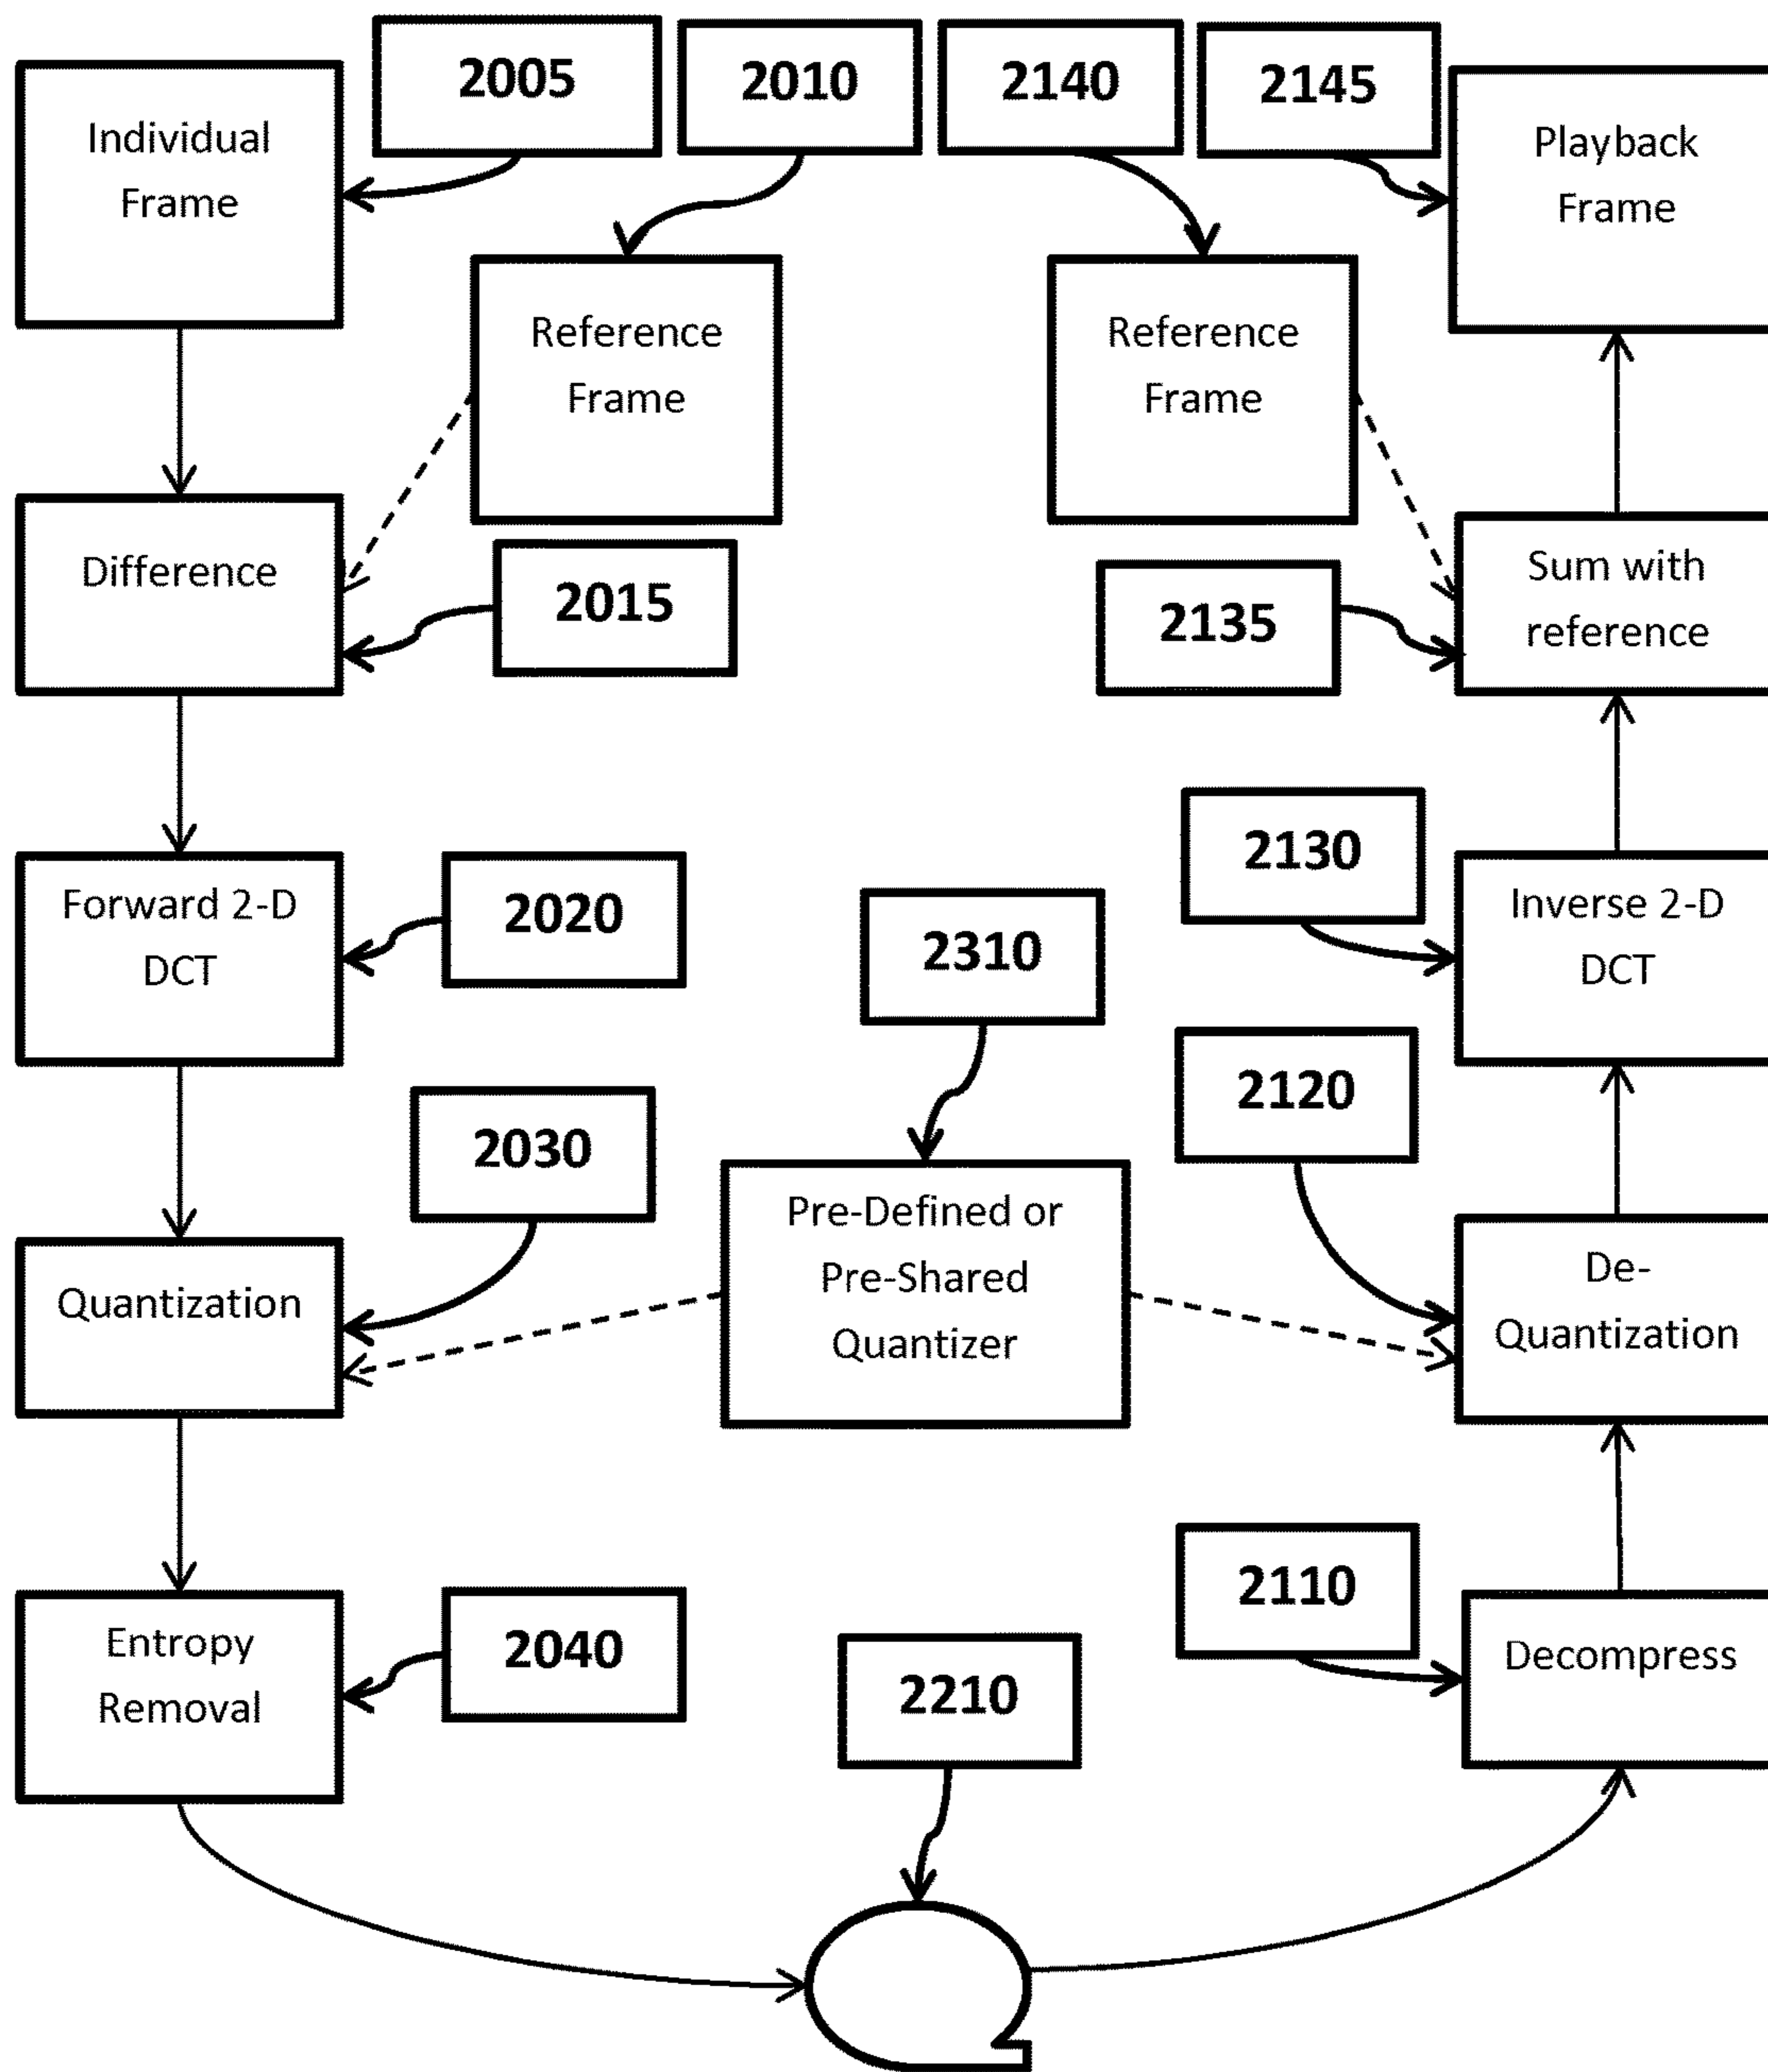 2005
2010
2140
2145
Individual
Frame
Playback
Frame
Reference
Frame
Reference
Frame
Difference
2015
2135
Sum with
reference
Forward 2-D
DCT
2020
2310
2130
Inverse 2-D
DCT
2030
2120
Quantization
Pre-Defined or
Pre-Shared
Quantizer
De-
Quantization
Entropy
Removal
2040
2210
2110
Decompress